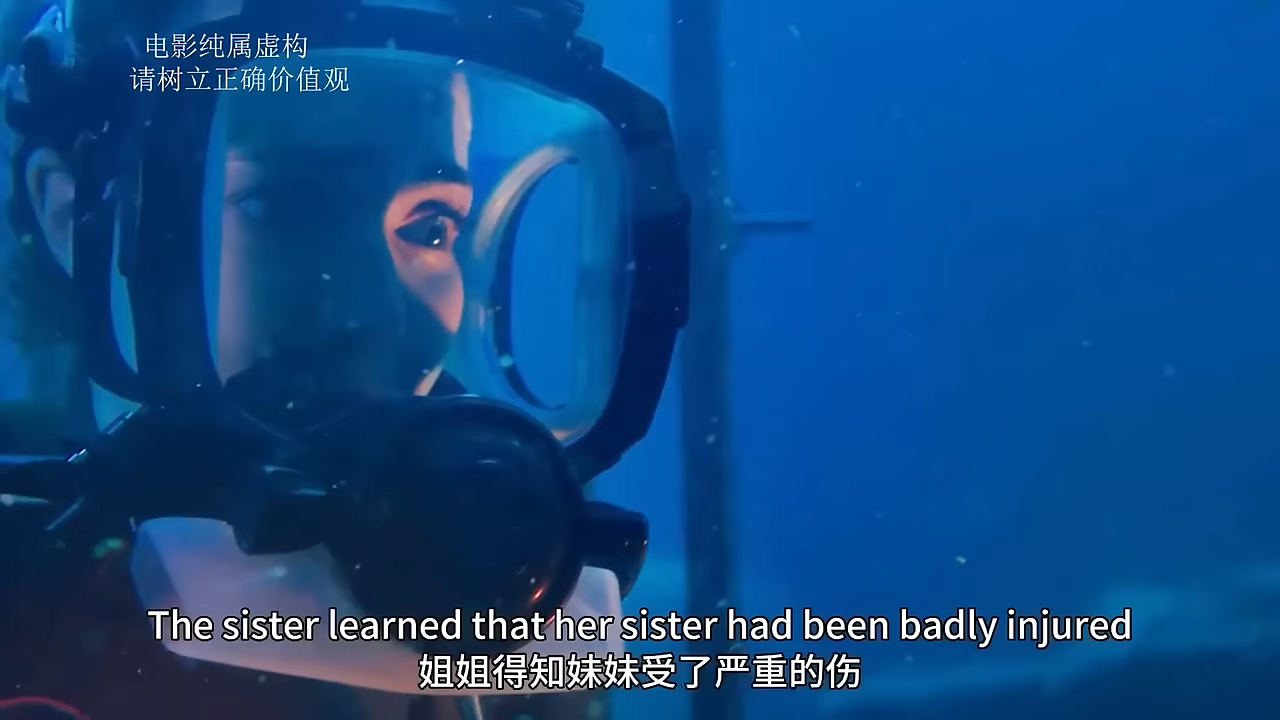 电影纯属虚构
请树立正确价值观
The sister learned that her sister had been badly injured
姐姐得知妹妹受了严重的伤